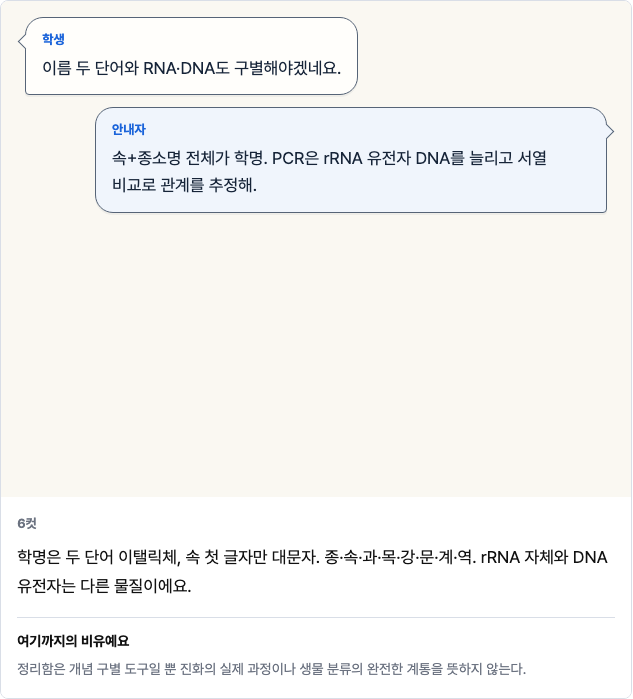 학생
이름 두 단어와 RNA·DNA도 구별해야겠네요.
안내자
속+종소명 전체가 학명. PCR은 rRNA 유전자 DNA를 늘리고 서열
비교로 관계를 추정해.
6컷
학명은 두 단어 이탤릭체, 속 첫 글자만 대문자. 종·속·과·목·강·문·계·역. rRNA 자체와 DNA
유전자는 다른 물질이에요.
여기까지의 비유예요
정리함은 개념 구별 도구일 뿐 진화의 실제 과정이나 생물 분류의 완전한 계통을 뜻하지 않는다.